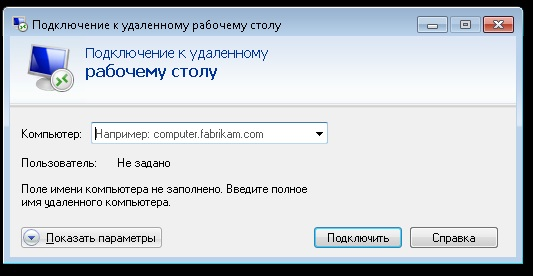 Подключение к удаленному рабочему столу
Подключение к удаленному
рабочему столу
Компьютер: Например: computer.fabrikam.com
Пользователь: Не задано
Поле имени компьютера не заполнено. Введите полное
имя удаленного компьютера.
Показать параметры Подключить Справка